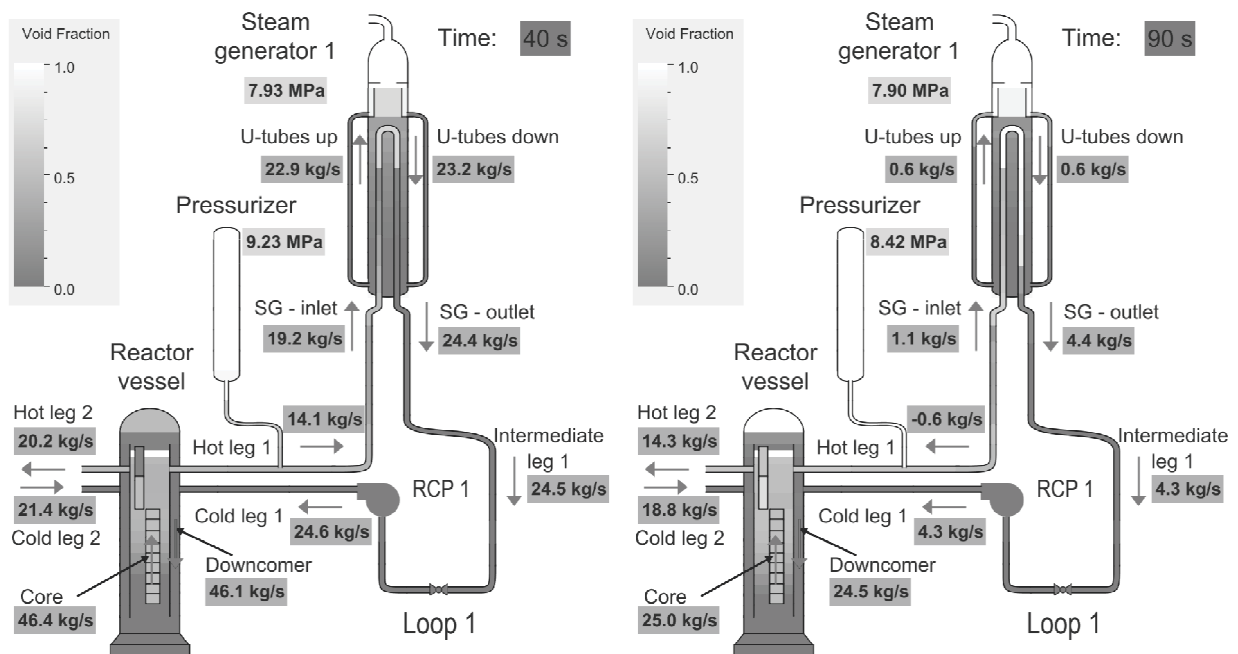 Void Fraction
1.0
0.5
0.0
Steam
generator 1
Time: 40 s
7.93 MPa
U-tubes up
22.9 kg/s
U-tubes down
23.2 kg/s
Pressurizer
9.23 MPa
SG - inlet
19.2 kg/s
SG - outlet
24.4 kg/s
Reactor
vessel
Hot leg 2
20.2 kg/s
14.1 kg/s
Hot leg 1
Intermediate
leg 1
24.5 kg/s
21.4 kg/s
Cold leg 2
RCP 1
Cold leg 1
24.6 kg/s
Downcomer
46.1 kg/s
Core
46.4 kg/s
Loop 1
Void Fraction
1.0
0.5
0.0
Steam
generator 1
Time: 90 s
7.90 MPa
U-tubes up
0.6 kg/s
U-tubes down
0.6 kg/s
Pressurizer
8.42 MPa
SG - inlet
1.1 kg/s
SG - outlet
4.4 kg/s
Reactor
vessel
Hot leg 2
14.3 kg/s
-0.6 kg/s
Hot leg 1
Intermediate
leg 1
4.3 kg/s
18.8 kg/s
Cold leg 2
RCP 1
Cold leg 1
4.3 kg/s
Downcomer
24.5 kg/s
Core
25.0 kg/s
Loop 1